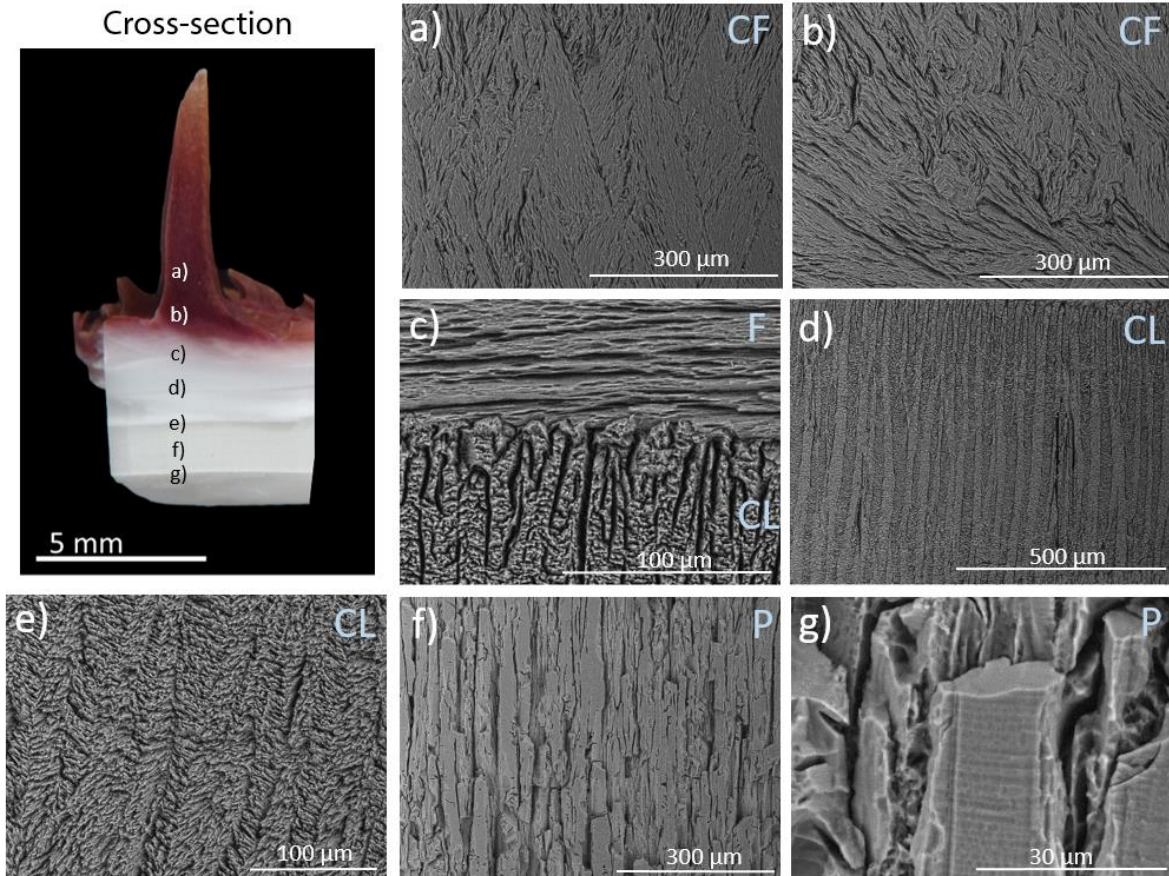 Cross-section
a)
b)
c)
d)
e)
f)
g)
5 mm
a) CF
300 µm
b) CF
300 µm
c) F
CL
100 µm
d) CL
500 µm
e) CL
100 µm
f) P
300 µm
g) P
30 µm